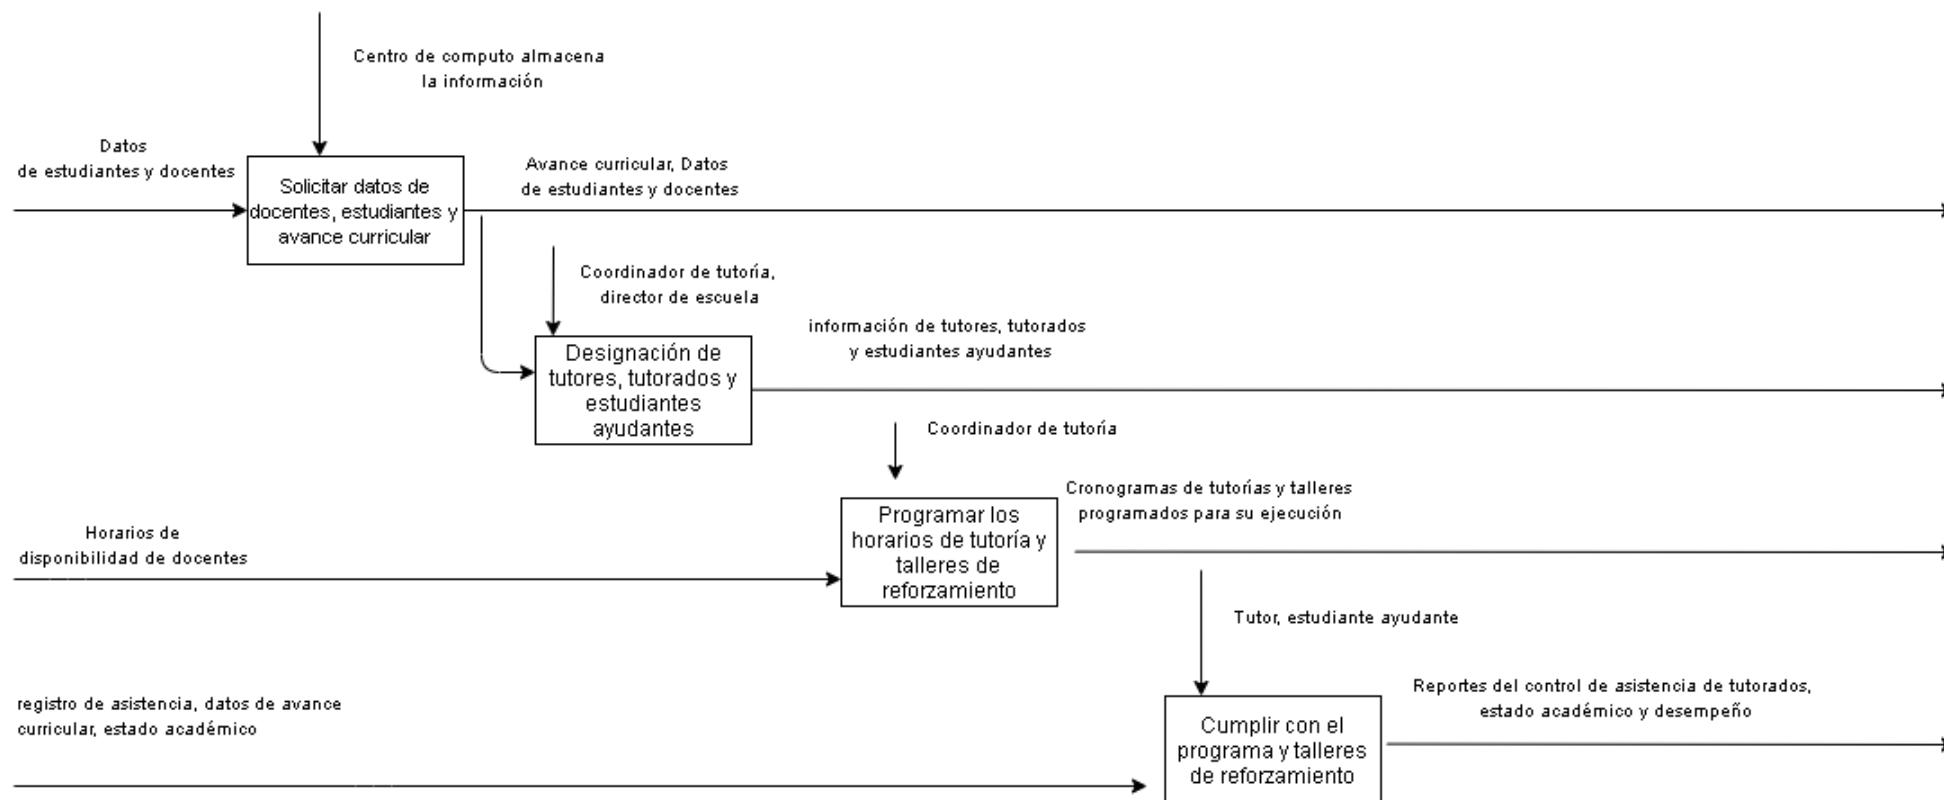 Centro de computo almacena
la información
Datos
de estudiantes y docentes
Solicitar datos de
docentes, estudiantes y
avance curricular
Avance curricular, Datos
de estudiantes y docentes
Coordinador de tutoría,
director de escuela
Designación de
tutores, tutorados y
estudiantes
ayudantes
información de tutores, tutorados
y estudiantes ayudantes
Coordinador de tutoría
Horarios de
disponibilidad de docentes
Programar los
horarios de tutoría y
talleres de
reforzamiento
Cronogramas de tutorías y talleres
programados para su ejecución
Tutor, estudiante ayudante
registro de asistencia, datos de avance
curricular, estado académico
Cumplir con el
programa y talleres
de reforzamiento
Reportes del control de asistencia de tutorados,
estado académico y desempeño